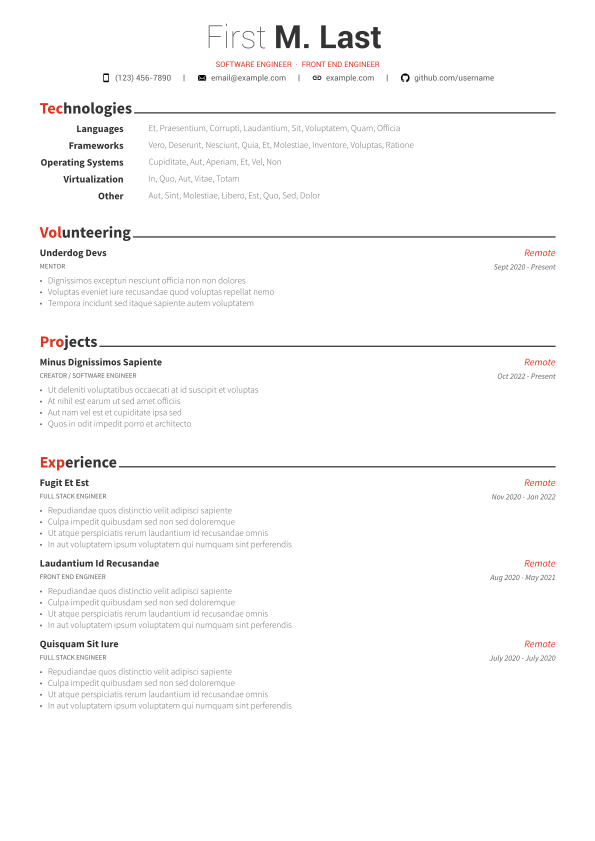 First M. Last
SOFTWARE ENGINEER · FRONT END ENGINEER
(123) 456-7890 | email@example.com | example.com | github.com/username
Technologies
Languages Et, Praesentium, Corrupti, Laudantium, Sit, Voluptatem, Quam, Officia
Frameworks Vero, Deserunt, Nesciunt, Quia, Et, Molestiae, Inventore, Voluptas, Ratione
Operating Systems Cupiditate, Aut, Aperiam, Et, Vel, Non
Virtualization In, Quo, Aut, Vitae, Totam
Other Aut, Sint, Molestiae, Libero, Est, Quo, Sed, Dolor
Volunteering
Underdog Devs Remote
MENTOR Sept 2020 - Present
• Dignissimos excepturi nesciunt officia non non dolores
• Voluptas eveniet iure recusandae quod voluptas repellat nemo
• Tempora incidunt sed itaque sapiente autem voluptatem
Projects
Minus Dignissimos Sapiente Remote
CREATOR / SOFTWARE ENGINEER Oct 2022 - Present
• Ut deleniti voluptatibus occaecati at id suscipit et voluptas
• At nihil est earum ut sed amet officiis
• Aut nam vel est et cupiditate ipsa sed
• Quos in odit impedit porro et architecto
Experience
Fugit Et Est Remote
FULL STACK ENGINEER Nov 2020 - Jan 2022
• Repudiandae quos distinctio velit adipisci sapiente
• Culpa impedit quibusdam sed non sed doloremque
• Ut atque perspiciatis rerum laudantium id recusandae omnis
• In aut voluptatem ipsum voluptatem qui numquam sint perferendis
Laudantium Id Recusandae Remote
FRONT END ENGINEER Aug 2020 - May 2021
• Repudiandae quos distinctio velit adipisci sapiente
• Culpa impedit quibusdam sed non sed doloremque
• Ut atque perspiciatis rerum laudantium id recusandae omnis
• In aut voluptatem ipsum voluptatem qui numquam sint perferendis
Quisquam Sit Iure Remote
FULL STACK ENGINEER July 2020 - July 2020
• Repudiandae quos distinctio velit adipisci sapiente
• Culpa impedit quibusdam sed non sed doloremque
• Ut atque perspiciatis rerum laudantium id recusandae omnis
• In aut voluptatem ipsum voluptatem qui numquam sint perferendis